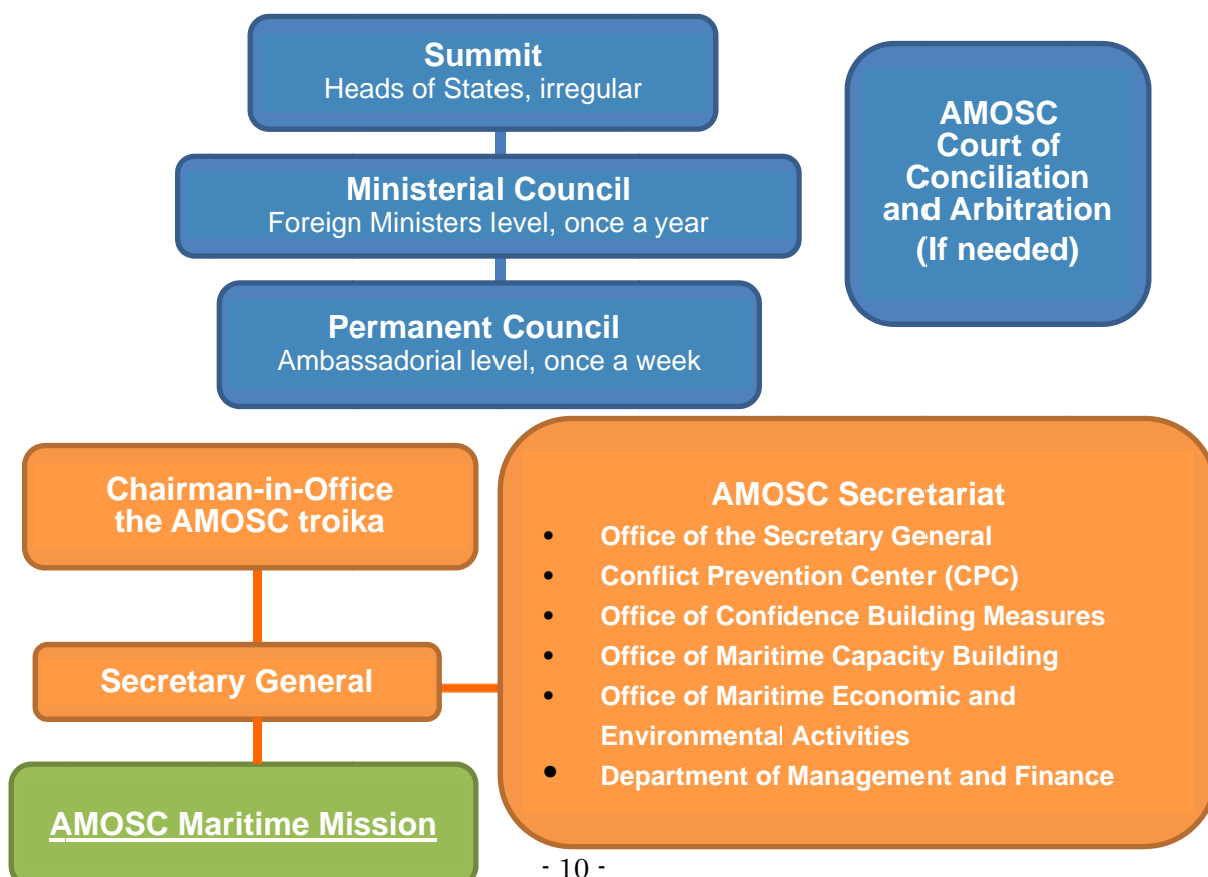 Summit
Heads of States, irregular
Ministerial Council
Foreign Ministers level, once a year
Permanent Council
Ambassadorial level, once a week
AMOSC
Court of
Conciliation
and Arbitration
(If needed)
Chairman-in-Office
the AMOSC troika
Secretary General
AMOSC Maritime Mission
AMOSC Secretariat
• Office of the Secretary General
• Conflict Prevention Center (CPC)
• Office of Confidence Building Measures
• Office of Maritime Capacity Building
• Office of Maritime Economic and
Environmental Activities
• Department of Management and Finance
- 10 -